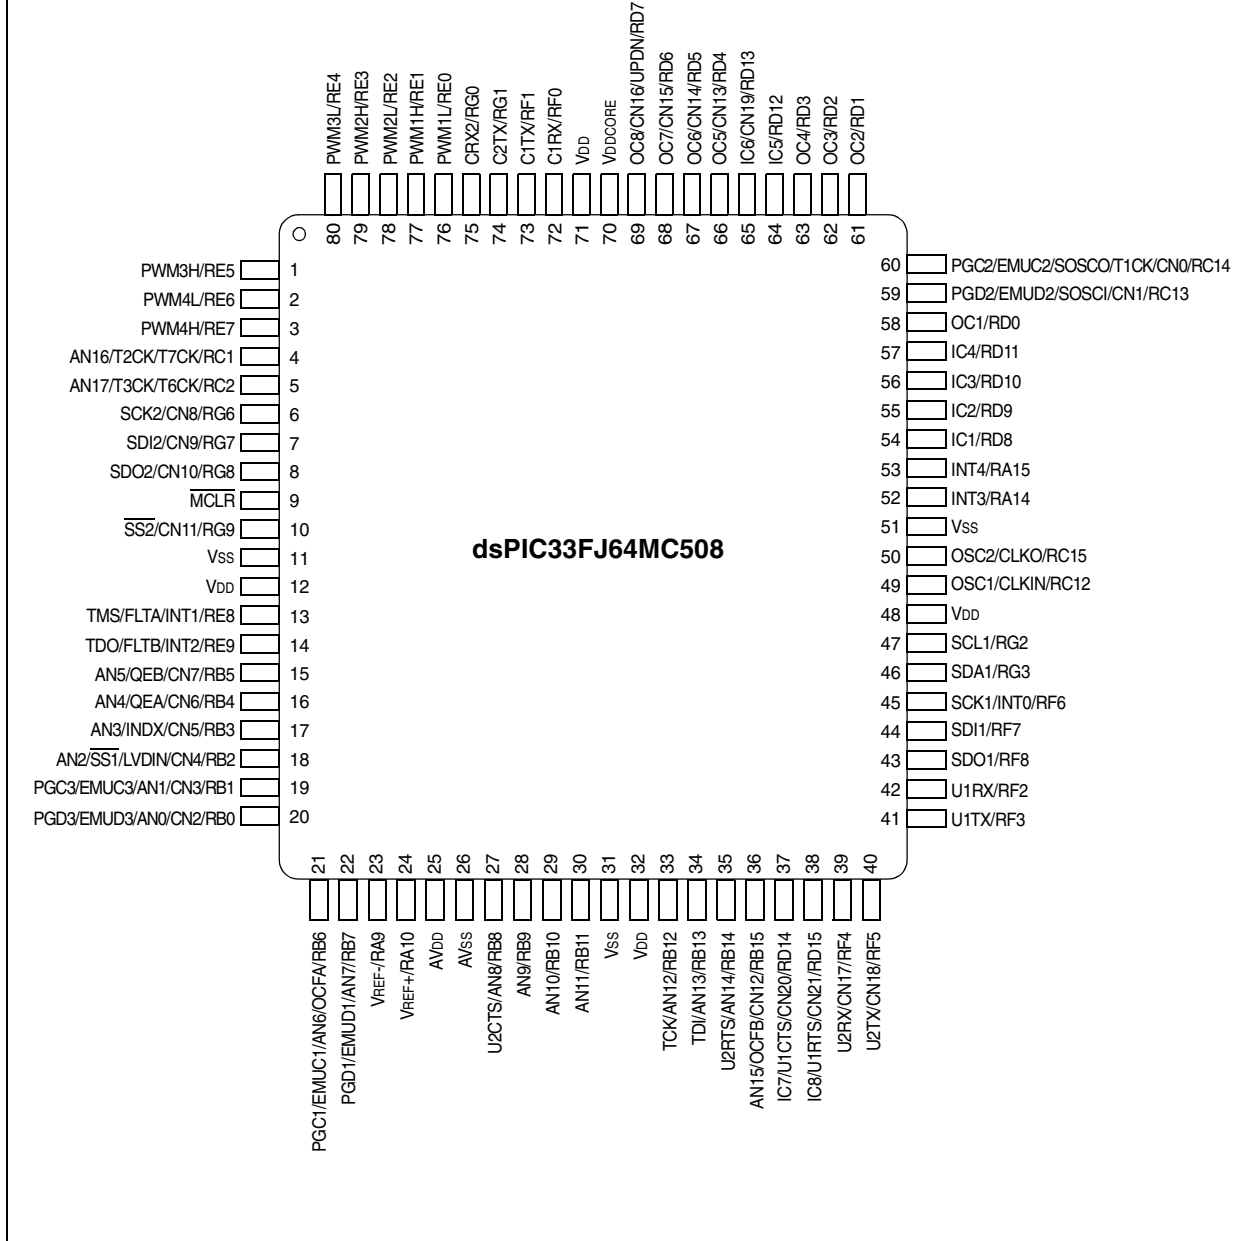 PWM3L/RE4
PWM2H/RE3
PWM2L/RE2
PWM1H/RE1
PWM1L/RE0
CRX2/RG0
C2TX/RG1
C1TX/RF1
C1RX/RF0
VDD
VDDCORE
OC8/CN16/UPDN/RD7
OC7/CN15/RD6
OC6/CN14/RD5
OC5/CN13/RD4
IC6/CN19/RD13
IC5/RD12
OC4/RD3
OC3/RD2
OC2/RD1
80
79
78
77
76
75
74
73
72
71
70
69
68
67
66
65
64
63
62
61
PWM3H/RE5 1
PWM4L/RE6 2
PWM4H/RE7 3
AN16/T2CK/T7CK/RC1 4
AN17/T3CK/T6CK/RC2 5
SCK2/CN8/RG6 6
SDI2/CN9/RG7 7
SDO2/CN10/RG8 8
MCLR 9
SS2/CN11/RG9 10
VSS 11
VDD 12
TMS/FLTA/INT1/RE8 13
TDO/FLTB/INT2/RE9 14
AN5/QEB/CN7/RB5 15
AN4/QEA/CN6/RB4 16
AN3/INDX/CN5/RB3 17
AN2/SS1/LVDIN/CN4/RB2 18
PGC3/EMUC3/AN1/CN3/RB1 19
PGD3/EMUD3/AN0/CN2/RB0 20
dsPIC33FJ64MC508
60 PGC2/EMUC2/SOSCO/T1CK/CN0/RC14
59 PGD2/EMUD2/SOSCI/CN1/RC13
58 OC1/RD0
57 IC4/RD11
56 IC3/RD10
55 IC2/RD9
54 IC1/RD8
53 INT4/RA15
52 INT3/RA14
51 VSS
50 OSC2/CLKO/RC15
49 OSC1/CLKIN/RC12
48 VDD
47 SCL1/RG2
46 SDA1/RG3
45 SCK1/INT0/RF6
44 SDI1/RF7
43 SDO1/RF8
42 U1RX/RF2
41 U1TX/RF3
21
22
23
24
25
26
27
28
29
30
31
32
33
34
35
36
37
38
39
40
PGC1/EMUC1/AN6/OCFA/RB6
PGD1/EMUD1/AN7/RB7
VREF-/RA9
VREF+/RA10
AVDD
AVSS
U2CTS/AN8/RB8
AN9/RB9
AN10/RB10
AN11/RB11
VSS
VDD
TCK/AN12/RB12
TDI/AN13/RB13
U2RTS/AN14/RB14
AN15/OCFB/CN12/RB15
IC7/U1CTS/CN20/RD14
IC8/U1RTS/CN21/RD15
U2RX/CN17/RF4
U2TX/CN18/RF5